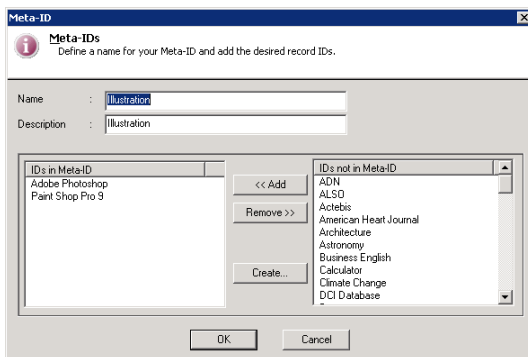 Meta-ID
Meta-IDs
Define a name for your Meta-ID and add the desired record IDs.
Name : Illustration
Description : Illustration
IDs in Meta-ID
Adobe Photoshop
Paint Shop Pro 9
<< Add
Remove >>
Create...
IDs not in Meta-ID
ADN
ALSO
Actebis
American Heart Journal
Architecture
Astronomy
Business English
Calculator
Climate Change
DCI Database
OK
Cancel